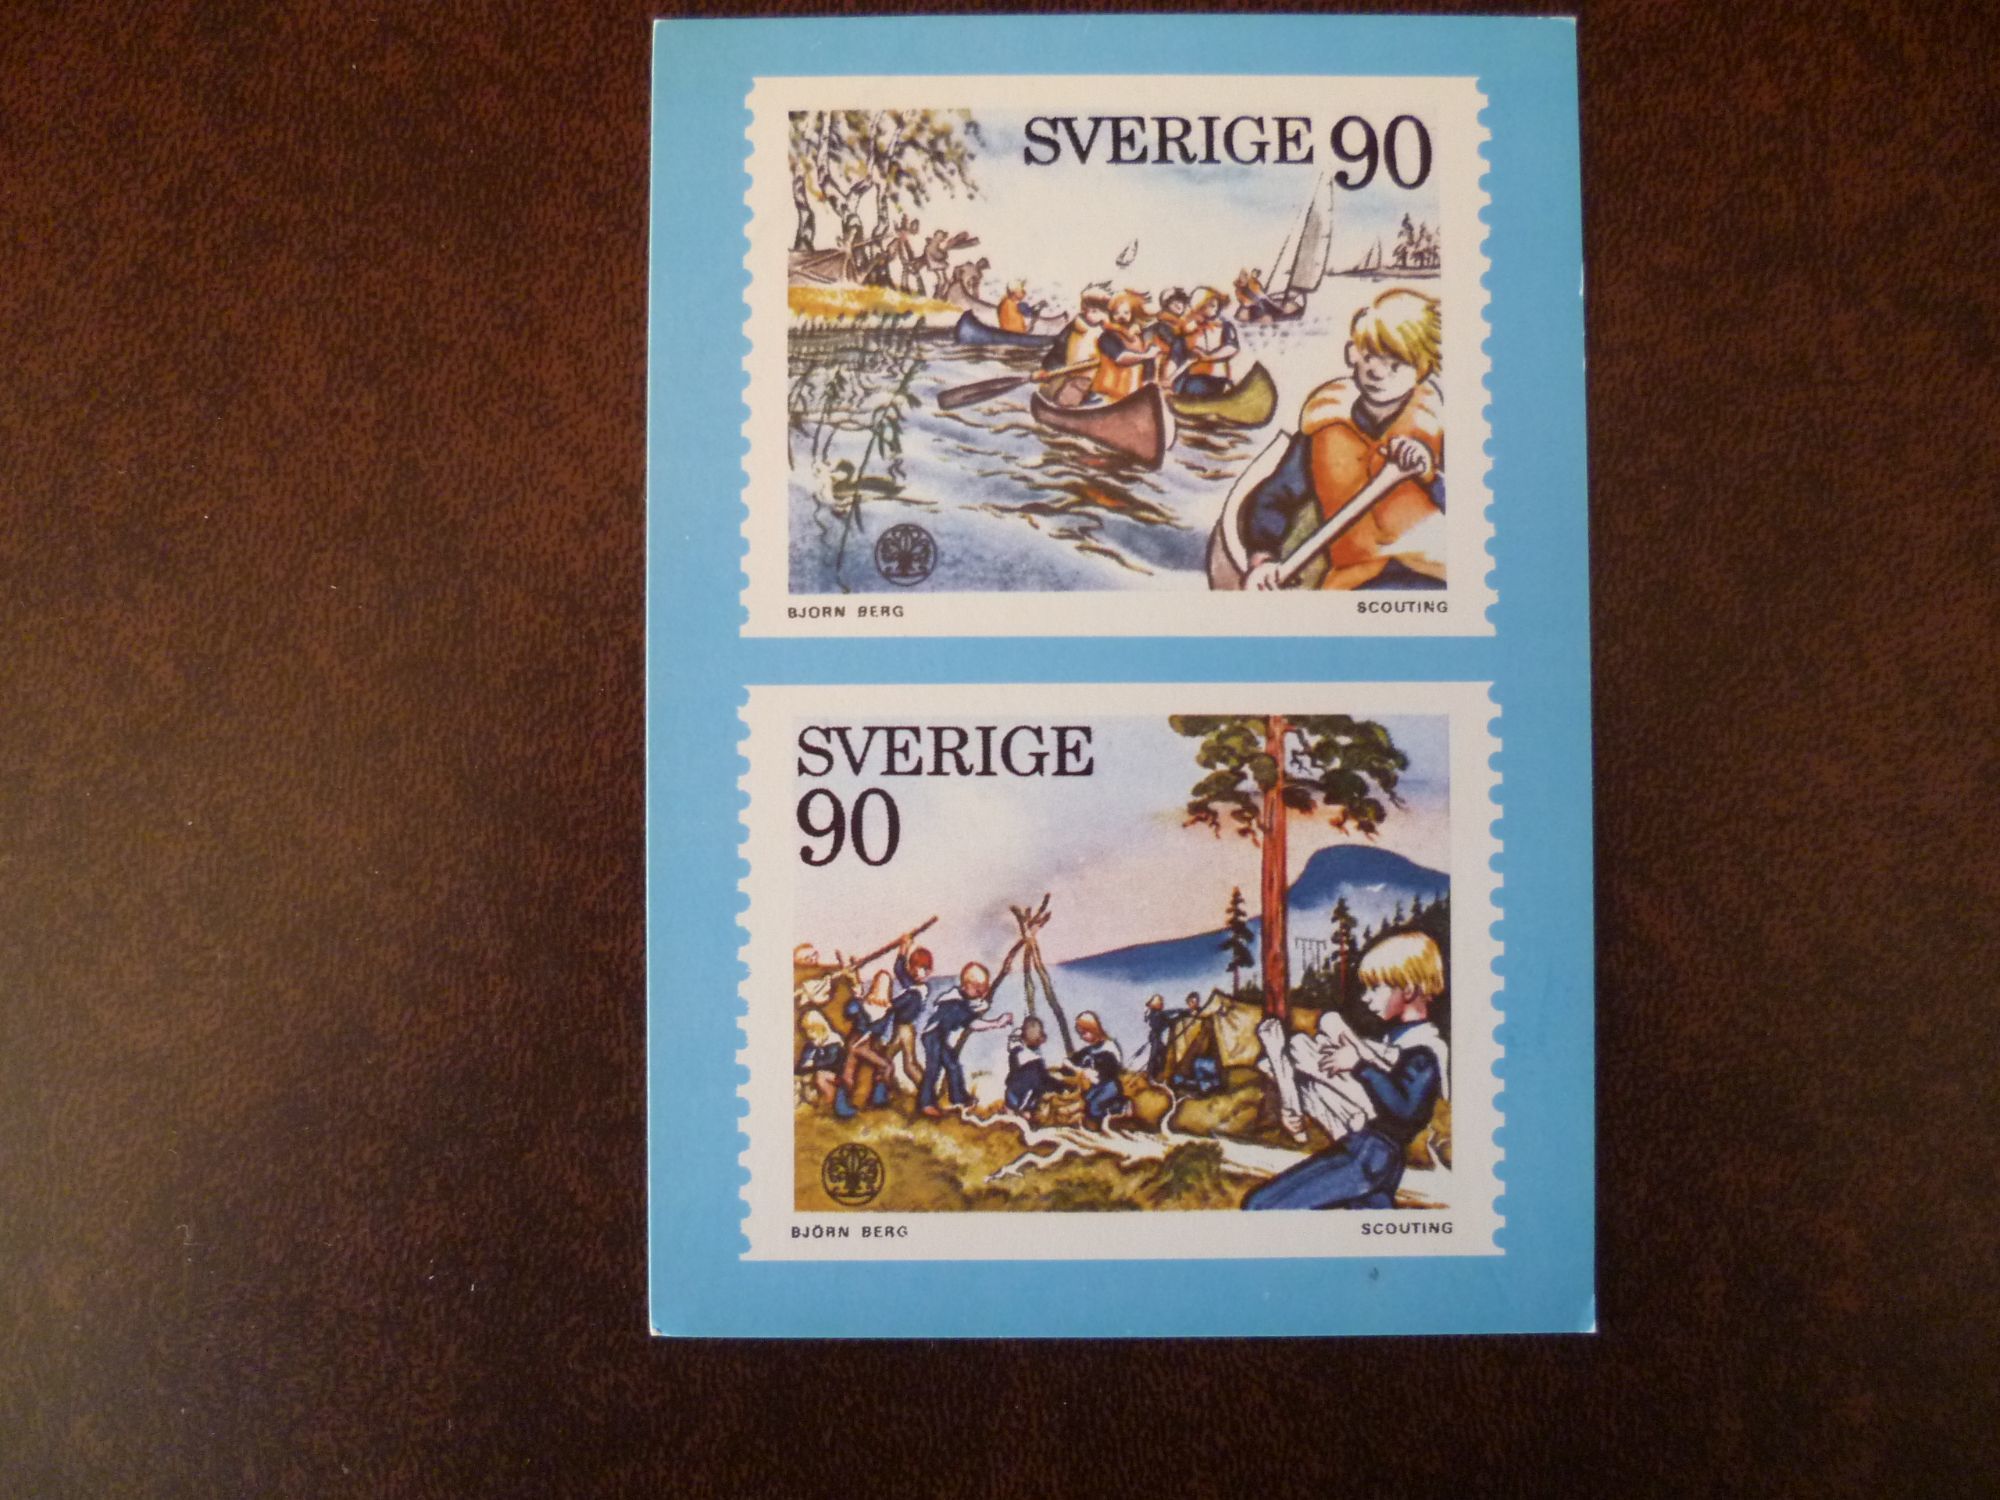 SVERIGE 90
BJORN BERG SCOUTING
SVERIGE
90
BJÖRN BERG SCOUTING